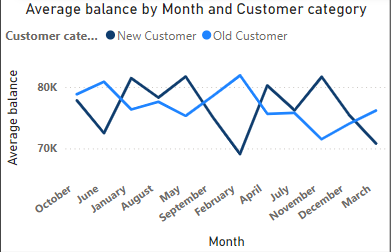 Average balance by Month and Customer category
Customer cate... New Customer Old Customer
Average balance
80K
70K
October
June
January
August
May
September
February
April
July
November
December
March
Month